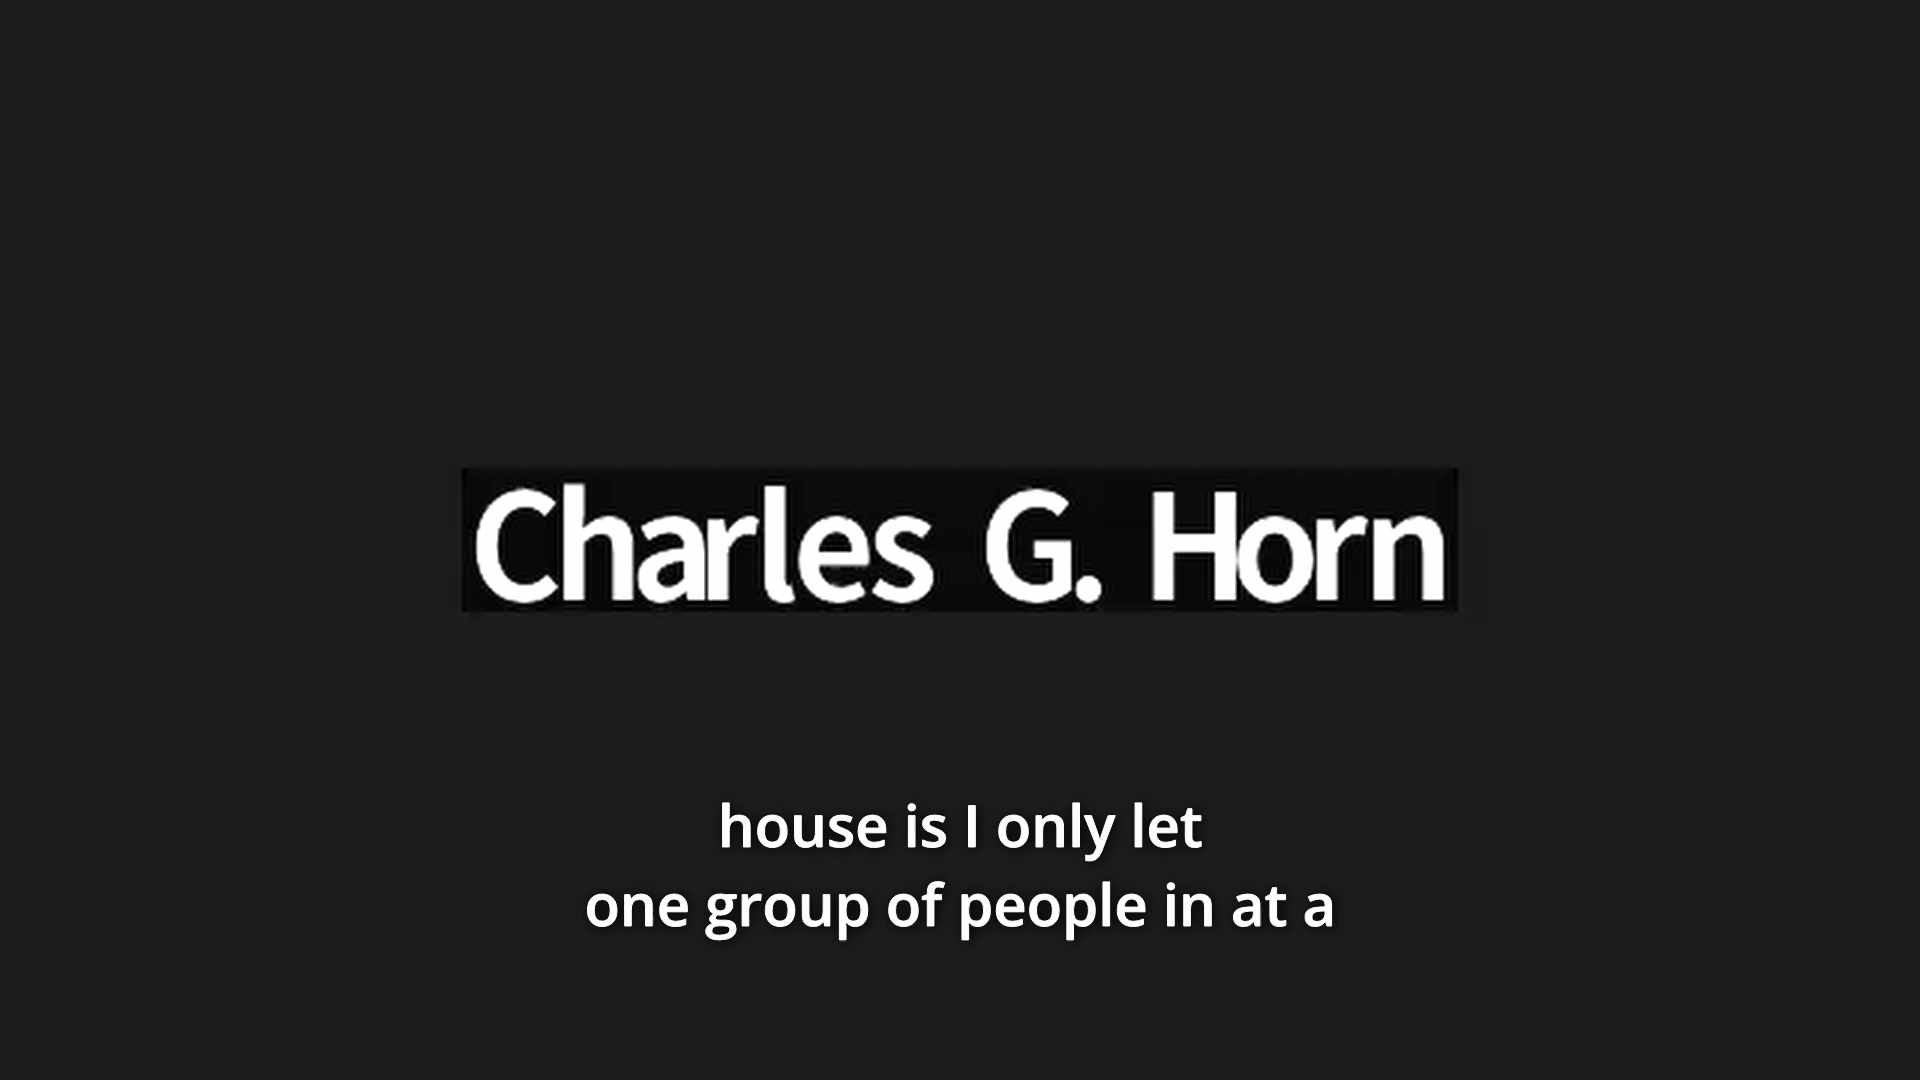 Charles G. Horn
house is I only let
one group of people in at a